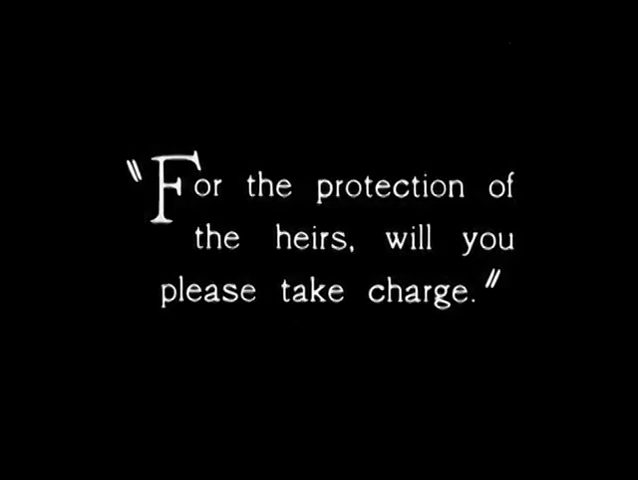 "For the protection of
the heirs, will you
please take charge."